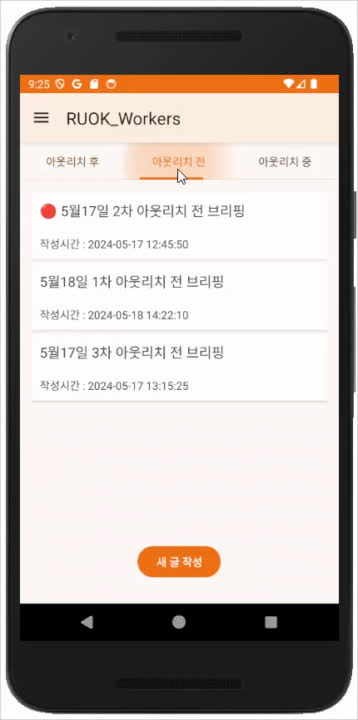 9:25
RUOK_Workers
아웃리치 후
아웃리치 전
아웃리치 중
5월17일 2차 아웃리치 전 브리핑
작성시간 : 2024-05-17 12:45:50
5월18일 1차 아웃리치 전 브리핑
작성시간 : 2024-05-18 14:22:10
5월17일 3차 아웃리치 전 브리핑
작성시간 : 2024-05-17 13:15:25
새 글 작성